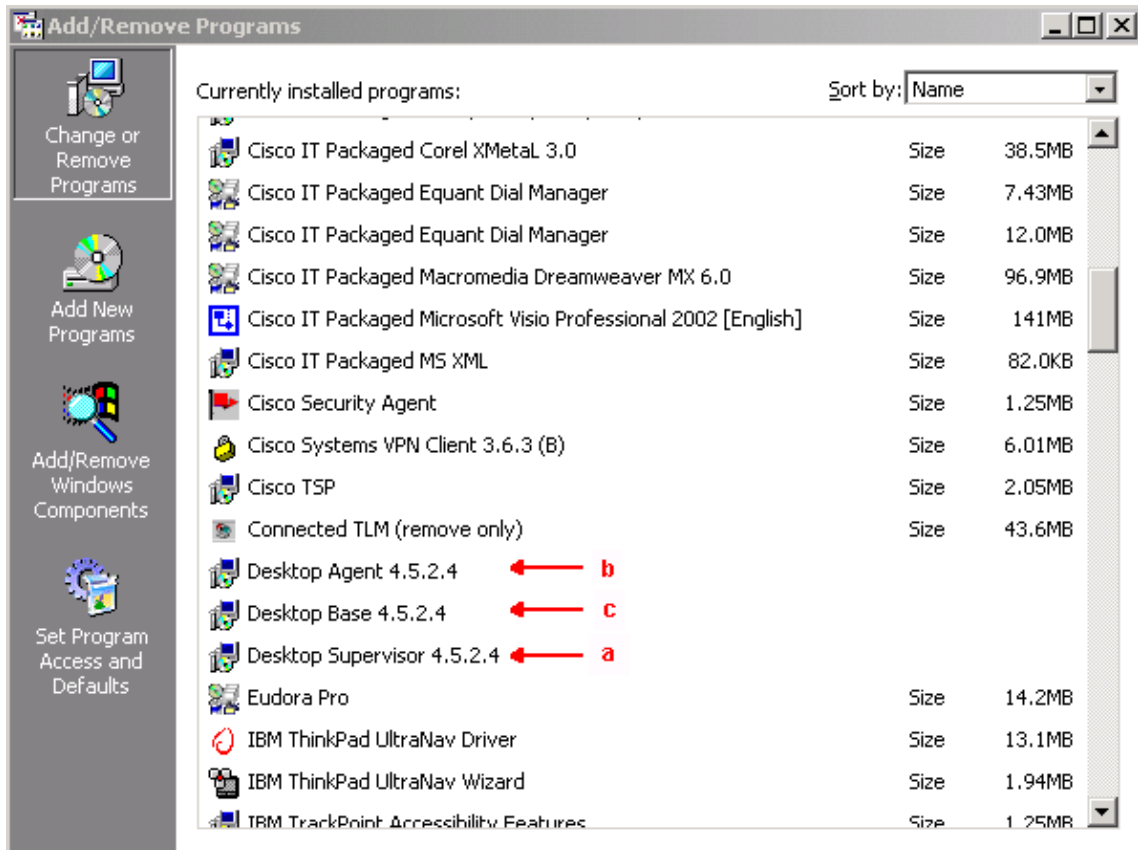 Add/Remove Programs
Change or
Remove
Programs
Add New
Programs
Add/Remove
Windows
Components
Set Program
Access and
Defaults
Currently installed programs:
Sort by: Name
Cisco IT Packaged Corel XMetaL 3.0 Size 38.5MB
Cisco IT Packaged Equant Dial Manager Size 7.43MB
Cisco IT Packaged Equant Dial Manager Size 12.0MB
Cisco IT Packaged Macromedia Dreamweaver MX 6.0 Size 96.9MB
Cisco IT Packaged Microsoft Visio Professional 2002 [English] Size 141MB
Cisco IT Packaged MS XML Size 82.0KB
Cisco Security Agent Size 1.25MB
Cisco Systems VPN Client 3.6.3 (B) Size 6.01MB
Cisco TSP Size 2.05MB
Connected TLM (remove only) Size 43.6MB
Desktop Agent 4.5.2.4 b
Desktop Base 4.5.2.4 c
Desktop Supervisor 4.5.2.4 a
Eudora Pro Size 14.2MB
IBM ThinkPad UltraNav Driver Size 13.1MB
IBM ThinkPad UltraNav Wizard Size 1.94MB
IBM TrackPoint Accessibility Features Size 1.25MB